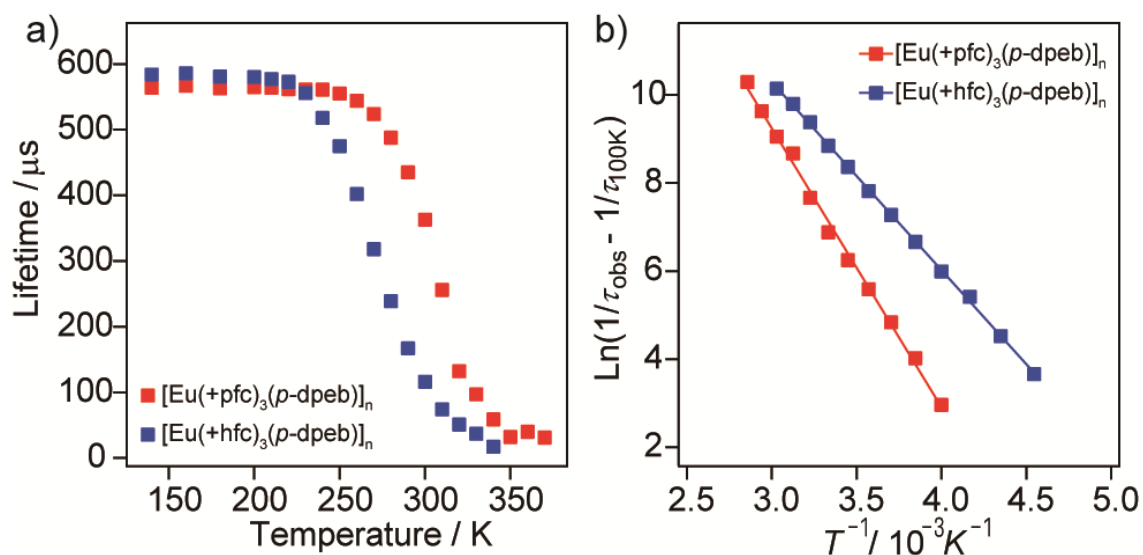 a)
Lifetime / μs
600
500
400
300
200
100
0
[Eu(+pfc)₃(p-dpeb)]ₙ
[Eu(+hfc)₃(p-dpeb)]ₙ
150 200 250 300 350
Temperature / K
b)
Ln(1/τobs - 1/τ100K)
10
8
6
4
2
[Eu(+pfc)₃(p-dpeb)]ₙ
[Eu(+hfc)₃(p-dpeb)]ₙ
2.5 3.0 3.5 4.0 4.5 5.0
T⁻¹/ 10⁻³K⁻¹